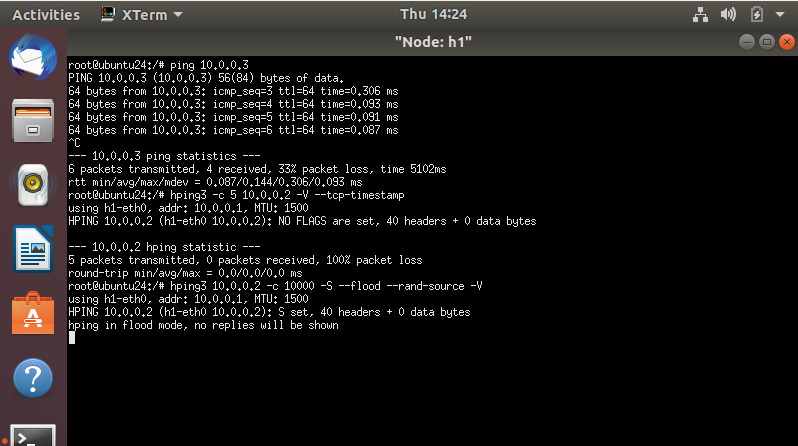 Activities XTerm Thu 14:24
"Node: h1"
root@ubuntu24:/# ping 10.0.0.3
PING 10.0.0.3 (10.0.0.3) 56(84) bytes of data.
64 bytes from 10.0.0.3: icmp_seq=3 ttl=64 time=0.306 ms
64 bytes from 10.0.0.3: icmp_seq=4 ttl=64 time=0.093 ms
64 bytes from 10.0.0.3: icmp_seq=5 ttl=64 time=0.091 ms
64 bytes from 10.0.0.3: icmp_seq=6 ttl=64 time=0.087 ms
^C
--- 10.0.0.3 ping statistics ---
6 packets transmitted, 4 received, 33% packet loss, time 5102ms
rtt min/avg/max/mdev = 0.087/0.144/0.306/0.093 ms
root@ubuntu24:/# hping3 -c 5 10.0.0.2 -V --tcp-timestamp
using h1-eth0, addr: 10.0.0.1, MTU: 1500
HPING 10.0.0.2 (h1-eth0 10.0.0.2): NO FLAGS are set, 40 headers + 0 data bytes
--- 10.0.0.2 hping statistic ---
5 packets transmitted, 0 packets received, 100% packet loss
round-trip min/avg/max = 0.0/0.0/0.0 ms
root@ubuntu24:/# hping3 10.0.0.2 -c 10000 -S --flood --rand-source -V
using h1-eth0, addr: 10.0.0.1, MTU: 1500
HPING 10.0.0.2 (h1-eth0 10.0.0.2): S set, 40 headers + 0 data bytes
hping in flood mode, no replies will be shown